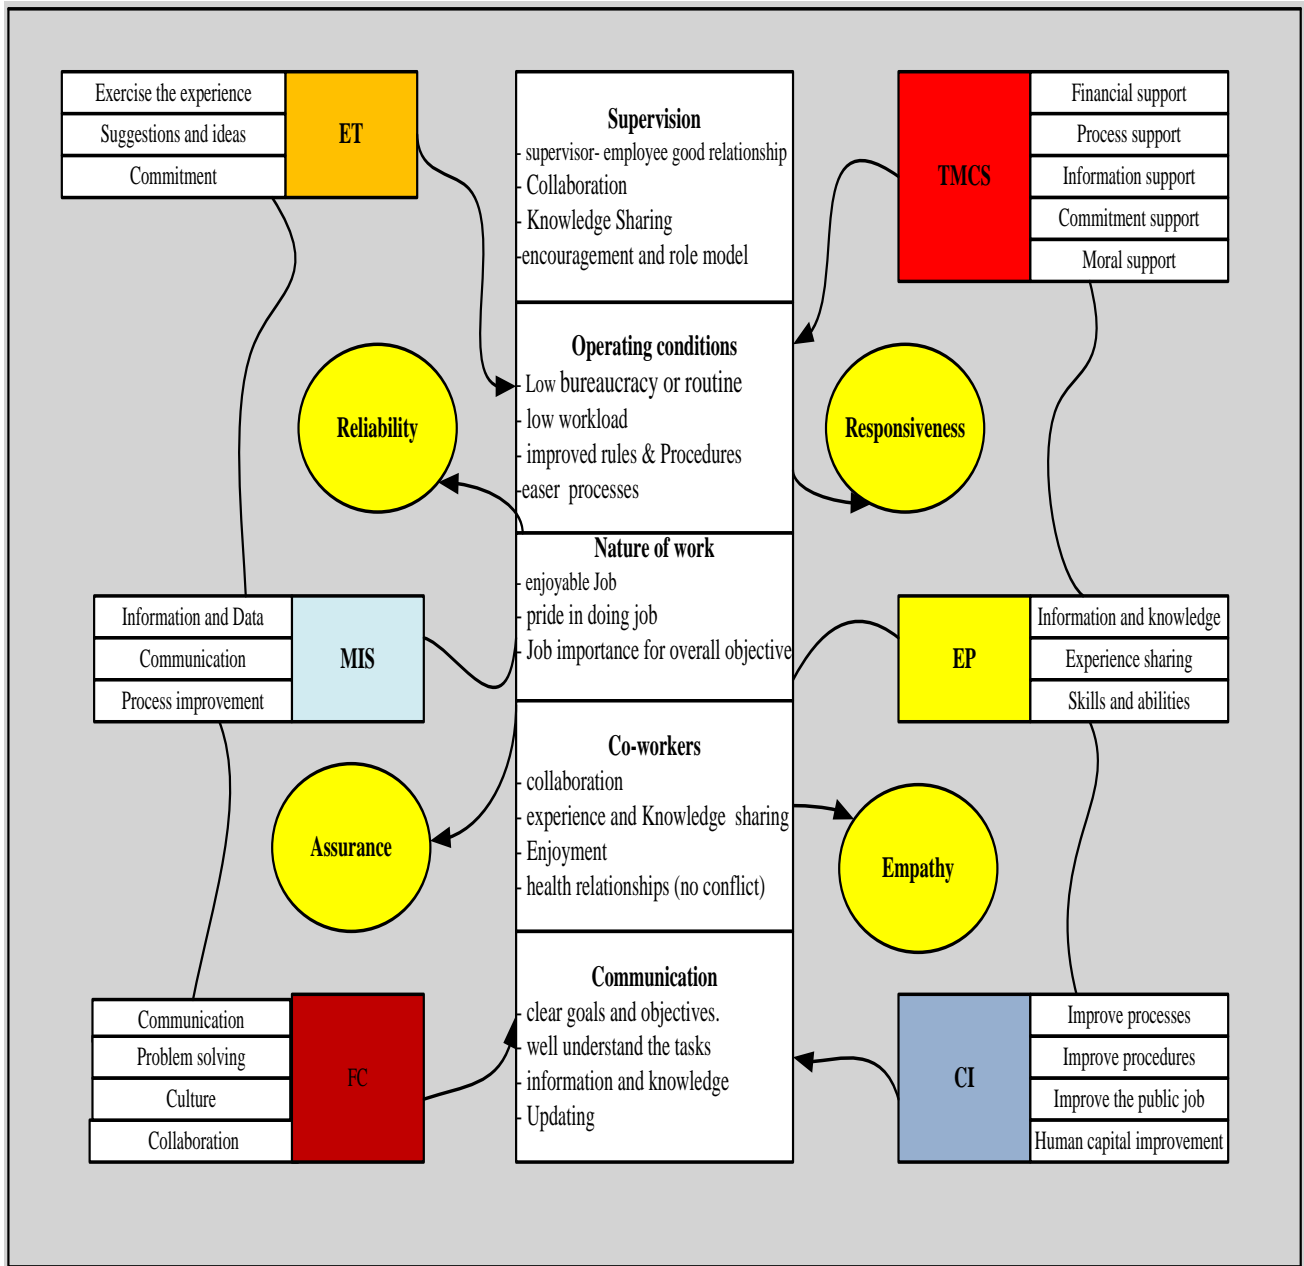 Exercise the experience
Suggestions and ideas
Commitment
ET
Supervision
- supervisor- employee good relationship
- Collaboration
- Knowledge Sharing
-encouragement and role model
TMCS
Financial support
Process support
Information support
Commitment support
Moral support
Operating conditions
- Low bureaucracy or routine
- low workload
- improved rules & Procedures
-easer processes
Reliability
Responsiveness
Nature of work
- enjoyable Job
- pride in doing job
- Job importance for overall objective
Information and Data
Communication
Process improvement
MIS
EP
Information and knowledge
Experience sharing
Skills and abilities
Co-workers
- collaboration
- experience and Knowledge sharing
- Enjoyment
- health relationships (no conflict)
Assurance
Empathy
Communication
- clear goals and objectives.
- well understand the tasks
- information and knowledge
- Updating
Communication
Problem solving
Culture
Collaboration
FC
CI
Improve processes
Improve procedures
Improve the public job
Human capital improvement